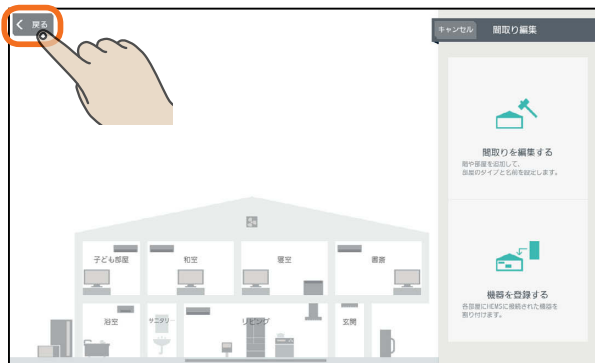 戻る
キャンセル
間取り編集
間取りを編集する
階や部屋を追加して、
部屋のタイプと名前を設定します。
子ども部屋
和室
寝室
書斎
浴室
サニタリ…
リビング
玄関
機器を登録する
各部屋にHEMSに接続された機器を
割り付けます。